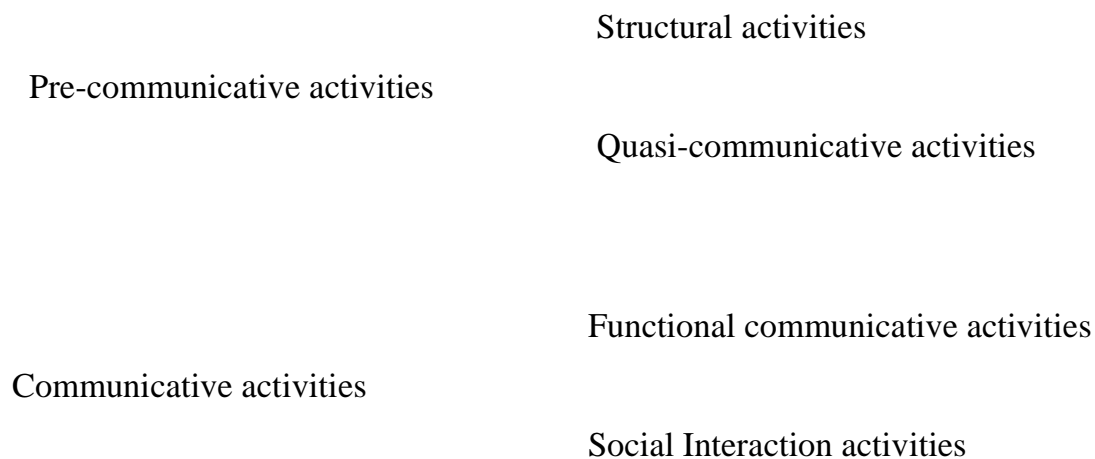 Structural activities
Pre-communicative activities
Quasi-communicative activities
Functional communicative activities
Communicative activities
Social Interaction activities